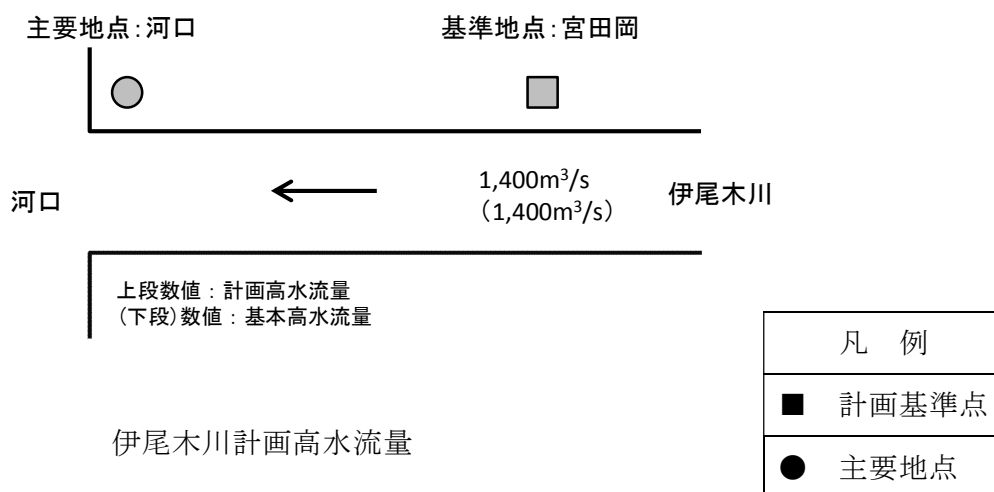 主要地点：河口
基準地点：宮田岡
1,400m³/s
（1,400m³/s）
河口
伊尾木川
上段数値：計画高水流量
(下段)数値：基本高水流量
凡 例
■ 計画基準点
● 主要地点
伊尾木川計画高水流量